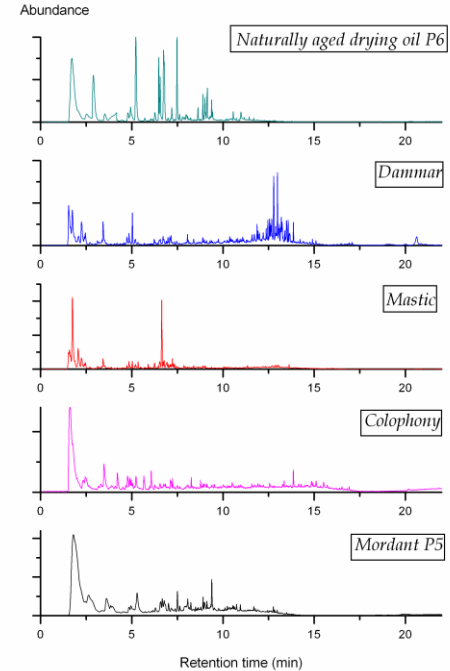 Abundance
Naturally aged drying oil P6
0 5 10 15 20
Dammar
0 5 10 15 20
Mastic
0 5 10 15 20
Colophony
0 5 10 15 20
Mordant P5
0 5 10 15 20
Retention time (min)